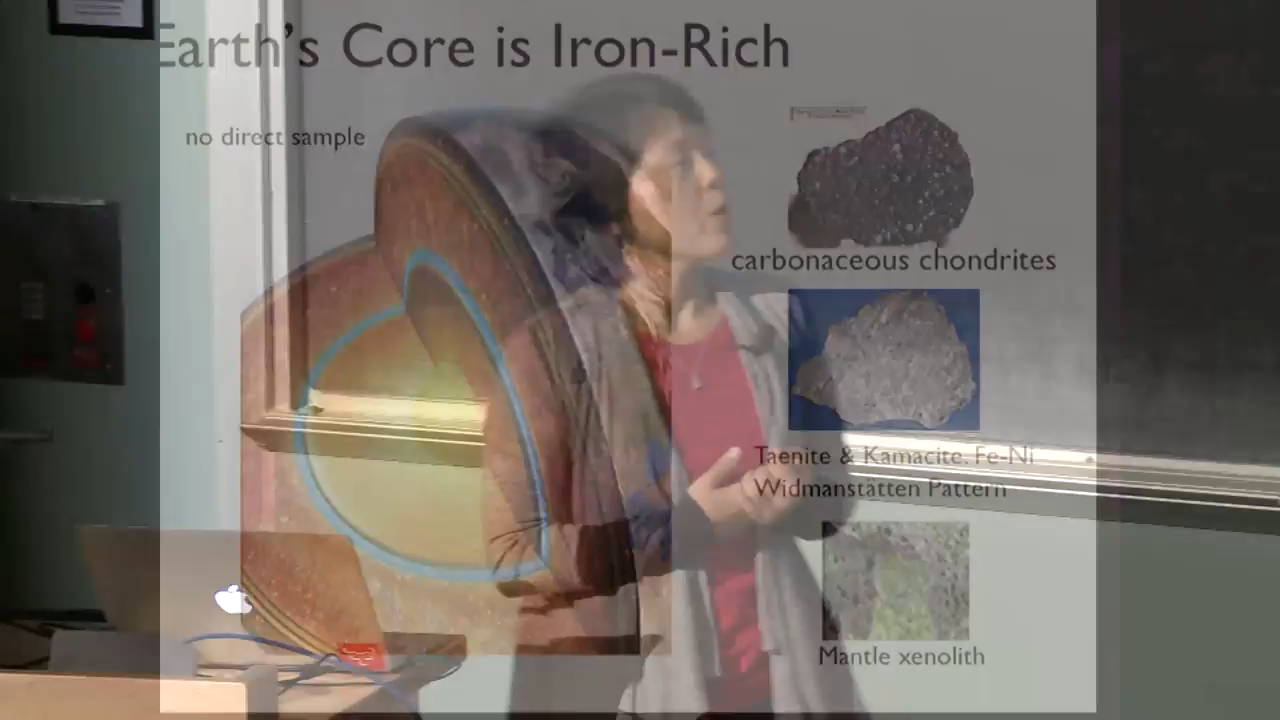 Earth's Core is Iron-Rich
no direct sample
carbonaceous chondrites
Taenite & Kamacite. Fe-Ni
Widmanstätten Pattern
Mantle xenolith